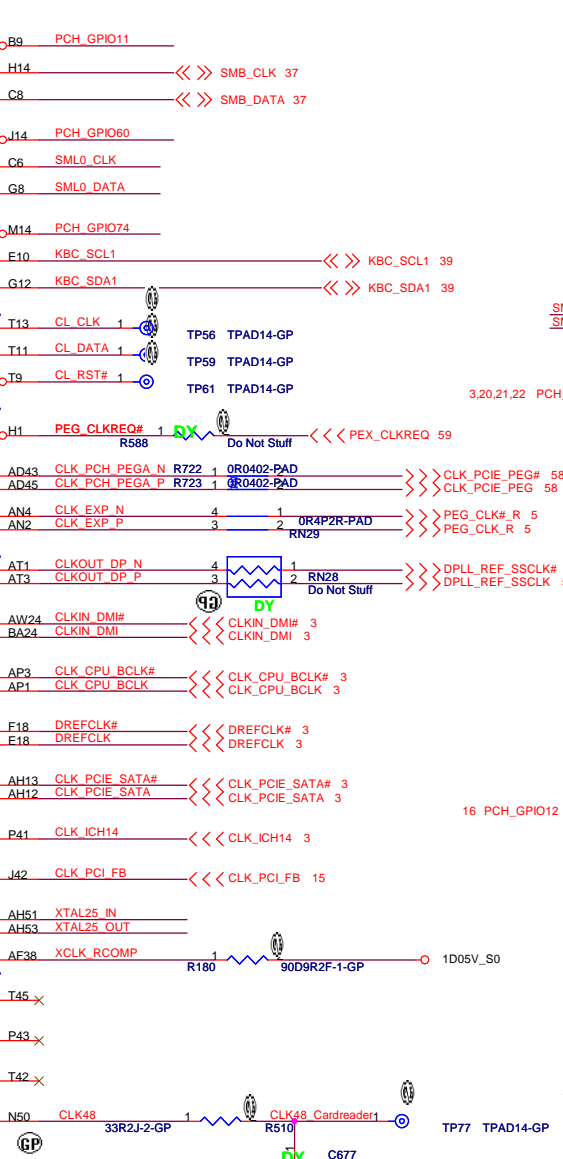 B9 PCH_GPIO11
H14 SMB_CLK 37
C8 SMB_DATA 37
J14 PCH_GPIO60
C6 SML0_CLK
G8 SML0_DATA
M14 PCH_GPIO74
E10 KBC_SCL1 KBC_SCL1 39
G12 KBC_SDA1 KBC_SDA1 39
T13 CL_CLK 1 TP56 TPAD14-GP
T11 CL_DATA 1 TP59 TPAD14-GP
T9 CL_RST# 1 TP61 TPAD14-GP
3,20,21,22 PCH_
H1 PEG_CLKREQ# 1 DY PEX_CLKREQ 59
R588 Do Not Stuff
AD43 CLK_PCH_PEGA_N R722 1 0R0402-PAD 2 CLK_PCIE_PEG# 58
AD45 CLK_PCH_PEGA_P R723 1 0R0402-PAD 2 CLK_PCIE_PEG 58
AN4 CLK_EXP_N 4 1 PEG_CLK#_R 5
AN2 CLK_EXP_P 3 2 0R4P2R-PAD PEG_CLK_R 5
RN29
AT1 CLKOUT_DP_N 4 1 DPLL_REF_SSCLK#
AT3 CLKOUT_DP_P 3 2 RN28 DPLL_REF_SSCLK
Do Not Stuff
DY
AW24 CLKIN_DMI# CLKIN_DMI# 3
BA24 CLKIN_DMI CLKIN_DMI 3
AP3 CLK_CPU_BCLK# CLK_CPU_BCLK# 3
AP1 CLK_CPU_BCLK CLK_CPU_BCLK 3
F18 DREFCLK# DREFCLK# 3
E18 DREFCLK DREFCLK 3
AH13 CLK_PCIE_SATA# CLK_PCIE_SATA# 3
AH12 CLK_PCIE_SATA CLK_PCIE_SATA 3
16 PCH_GPIO12
P41 CLK_ICH14 CLK_ICH14 3
J42 CLK_PCI_FB CLK_PCI_FB 15
AH51 XTAL25_IN
AH53 XTAL25_OUT
AF38 XCLK_RCOMP 1 1D05V_S0
R180 90D9R2F-1-GP
T45
P43
T42
N50 CLK48 1 CLK48_Cardreader 1
33R2J-2-GP R510 TP77 TPAD14-GP
GP
DY C677